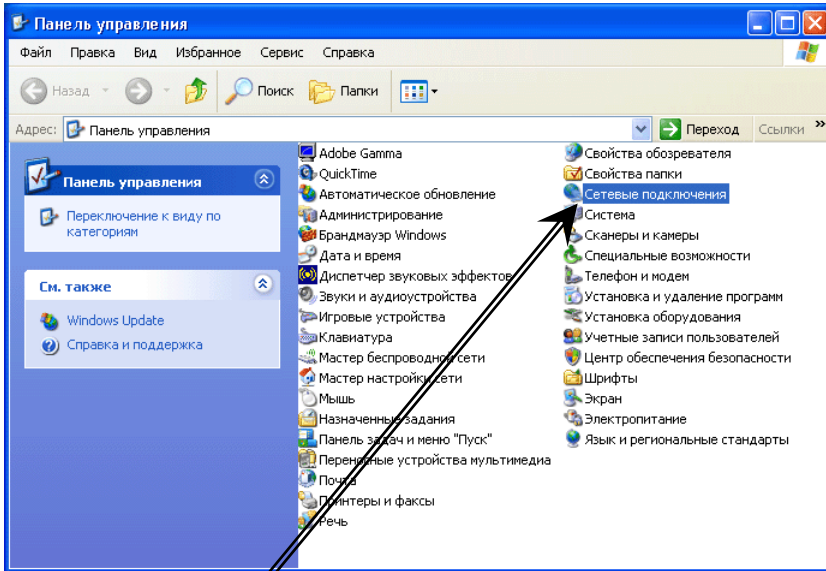 Панель управления
Файл Правка Вид Избранное Сервис Справка
Назад Поиск Папки
Адрес: Панель управления Переход Ссылки »
Панель управления
Переключение к виду по
категориям
См. также
Windows Update
Справка и поддержка
Adobe Gamma
QuickTime
Автоматическое обновление
Администрирование
Брандмауэр Windows
Дата и время
Диспетчер звуковых эффектов
Звуки и аудиоустройства
Игровые устройства
Клавиатура
Мастер беспроводной сети
Мастер настройки сети
Мышь
Назначенные задания
Панель задач и меню "Пуск"
Переносные устройства мультимедиа
Почта
Принтеры и факсы
Речь
Свойства обозревателя
Свойства папки
Сетевые подключения
Система
Сканеры и камеры
Специальные возможности
Телефон и модем
Установка и удаление программ
Установка оборудования
Учетные записи пользователей
Центр обеспечения безопасности
Шрифты
Экран
Электропитание
Язык и региональные стандарты